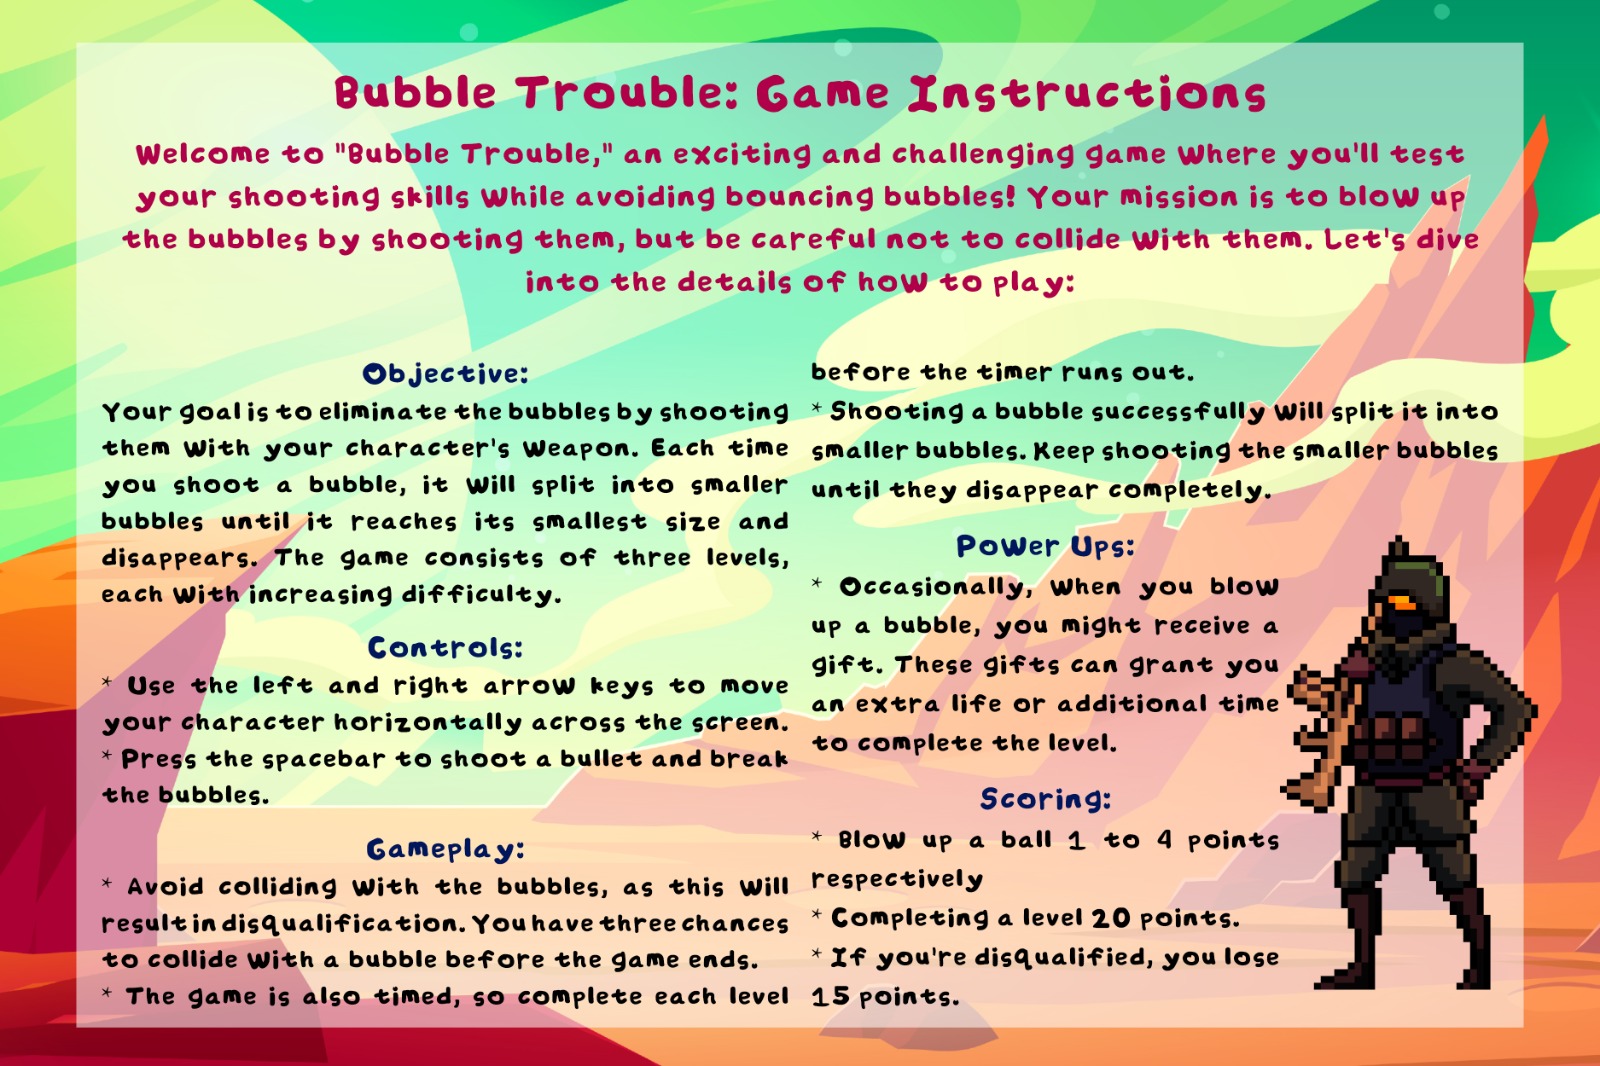 Bubble Trouble: Game Instructions
Welcome to "Bubble Trouble," an exciting and challenging game where you'll test
your shooting skills while avoiding bouncing bubbles! Your mission is to blow up
the bubbles by shooting them, but be careful not to collide with them. Let's dive
into the details of how to play:
Objective:
Your goal is to eliminate the bubbles by shooting
them with your character's weapon. Each time
you shoot a bubble, it will split into smaller
bubbles until it reaches its smallest size and
disappears. The game consists of three levels,
each with increasing difficulty.
Controls:
* Use the left and right arrow keys to move
your character horizontally across the screen.
* Press the spacebar to shoot a bullet and break
the bubbles.
Gameplay:
* Avoid colliding with the bubbles, as this will
result in disqualification. You have three chances
to collide with a bubble before the game ends.
* The game is also timed, so complete each level
before the timer runs out.
* Shooting a bubble successfully will split it into
smaller bubbles. Keep shooting the smaller bubbles
until they disappear completely.
Power Ups:
* Occasionally, when you blow
up a bubble, you might receive a
gift. These gifts can grant you
an extra life or additional time
to complete the level.
Scoring:
* Blow up a ball 1 to 4 points
respectively
* Completing a level 20 points.
* If you're disqualified, you lose
15 points.